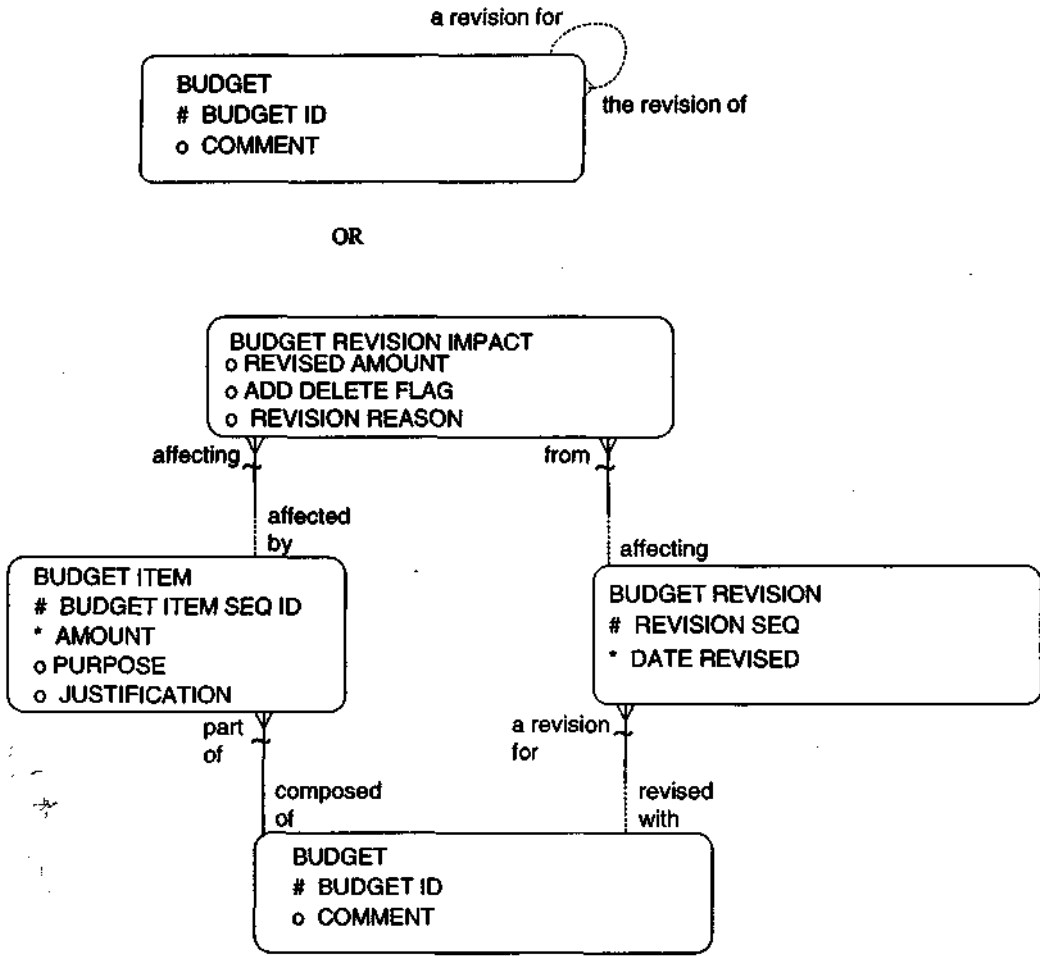 a revision for
BUDGET
# BUDGET ID
the revision of
o COMMENT
OR
BUDGET REVISION IMPACT
o REVISED AMOUNT
o ADD DELETE FLAG
o REVISION REASON
affecting
from
affected
by
affecting
BUDGET ITEM
# BUDGET ITEM SEQ ID
* AMOUNT
o PURPOSE
o JUSTIFICATION
BUDGET REVISION
# REVISION SEQ
* DATE REVISED
part
of
a revision
for
composed
of
revised
with
BUDGET
# BUDGET ID
o COMMENT